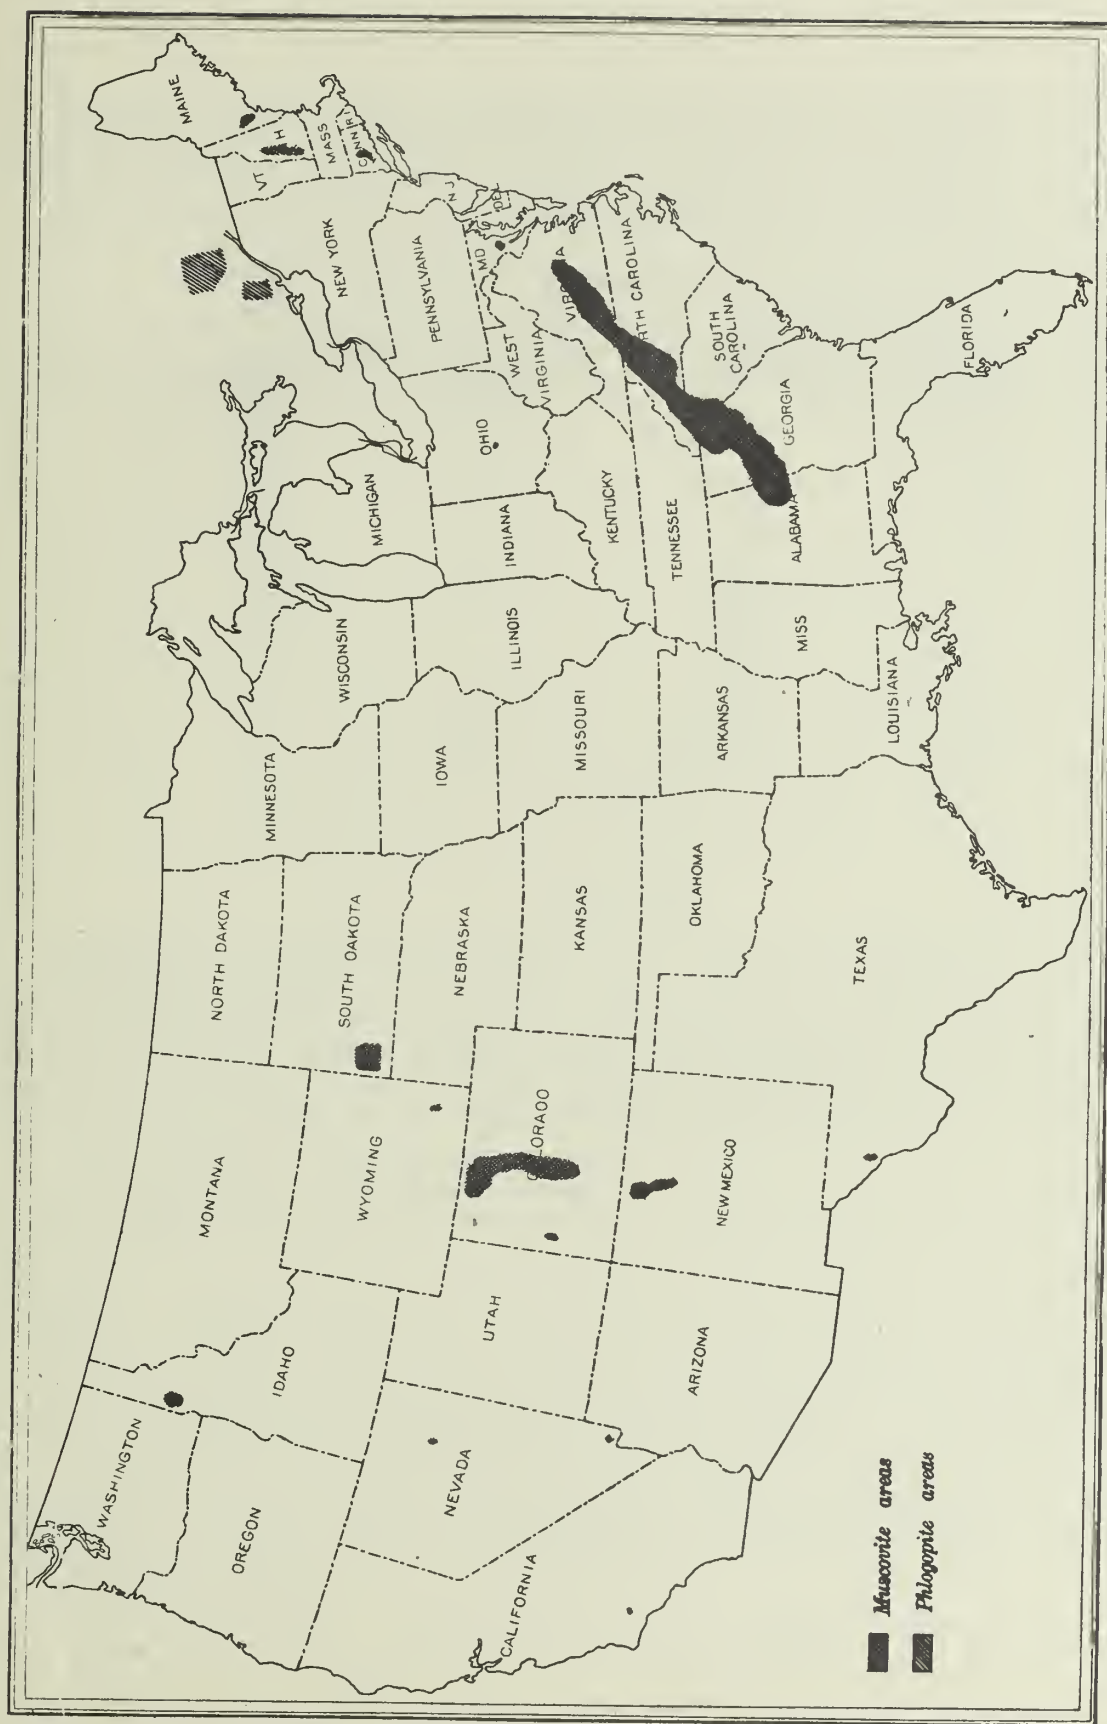 WASHINGTON
OREGON
CALIFORNIA
NEVADA
IDAHO
MONTANA
WYOMING
UTAH
ARIZONA
COLORADO
NEW MEXICO
NORTH DAKOTA
SOUTH DAKOTA
NEBRASKA
KANSAS
OKLAHOMA
TEXAS
MINNESOTA
IOWA
MISSOURI
ARKANSAS
LOUISIANA
WISCONSIN
ILLINOIS
MICHIGAN
INDIANA
OHIO
KENTUCKY
TENNESSEE
MISS
ALABAMA
GEORGIA
FLORIDA
SOUTH
CAROLINA
RTH CAROLINA
VIRG A
WEST
VIRGINIA
MD
DEL
N J
PENNSYLVANIA
NEW YORK
VT
H
MAINE
MASS
CONN
R I
Muscovite areas
Phlogopite areas